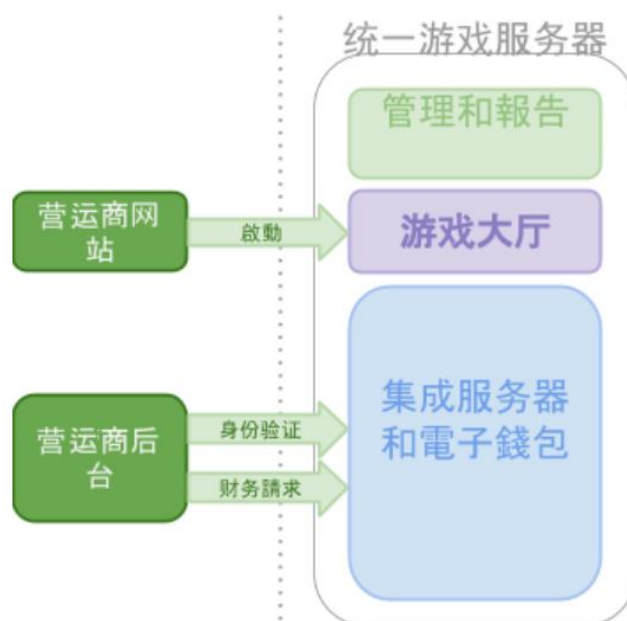 统一游戏服务器
管理和報告
营运商网
站
啟動
游戏大厅
集成服务器
和電子錢包
营运商后
台
身份验证
财务請求